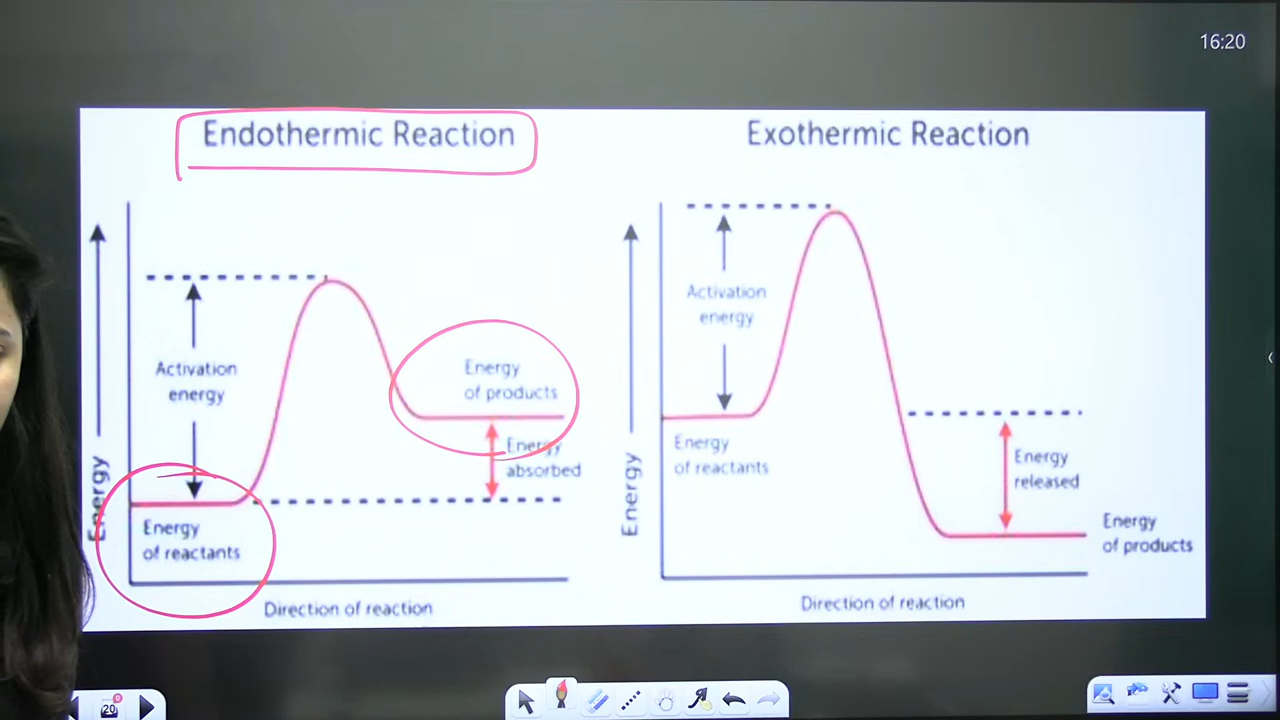 16:20
Endothermic Reaction
Activation
energy
Energy
of products
Energy
absorbed
Energy
Energy
of reactants
Direction of reaction
Exothermic Reaction
Activation
energy
Energy
of reactants
Energy
released
Energy
Energy
of products
Direction of reaction
20